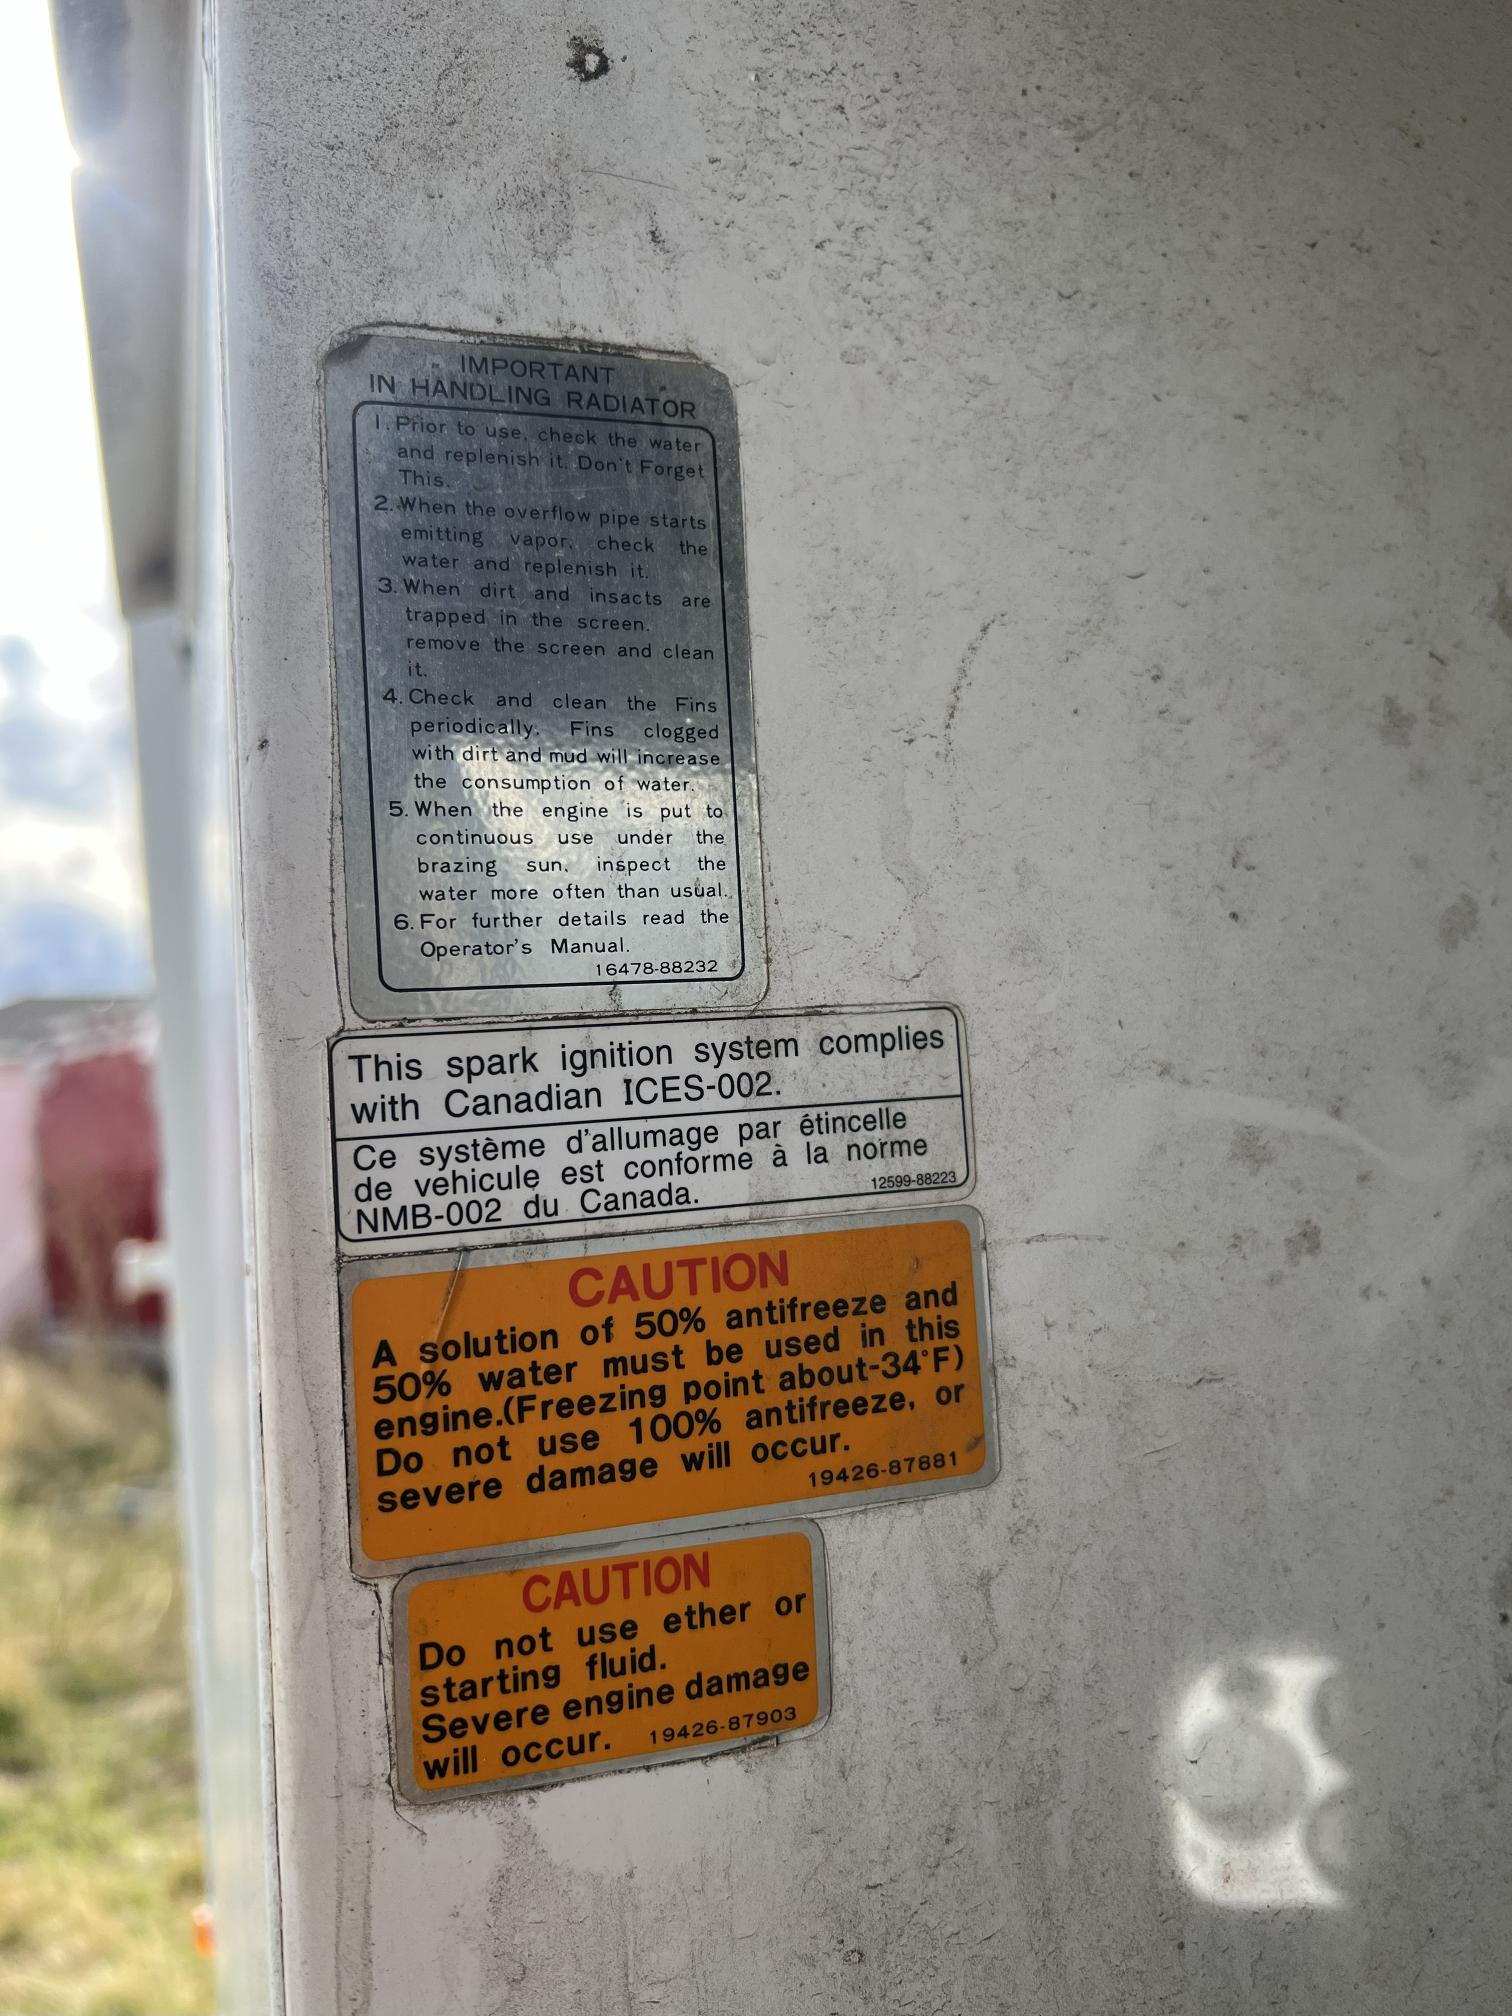 IMPORTANT
IN HANDLING RADIATOR
1. Prior to use, check the water
and replenish it. Don't Forget
This.
2. When the overflow pipe starts
emitting vapor, check the
water and replenish it.
3. When dirt and insacts are
trapped in the screen.
remove the screen and clean
it.
4. Check and clean the Fins
periodically. Fins clogged
with dirt and mud will increase
the consumption of water.
5. When the engine is put to
continuous use under the
brazing sun, inspect the
water more often than usual.
6. For further details read the
Operator's Manual.
16478-88232
This spark ignition system complies
with Canadian ICES-002.
Ce système d'allumage par étincelle
de vehicule est conforme à la norme
NMB-002 du Canada.
12599-88223
CAUTION
A solution of 50% antifreeze and
50% water must be used in this
engine.(Freezing point about-34°F)
Do not use 100% antifreeze, or
severe damage will occur.
19426-87881
CAUTION
Do not use ether or
starting fluid.
Severe engine damage
will occur. 19426-87903